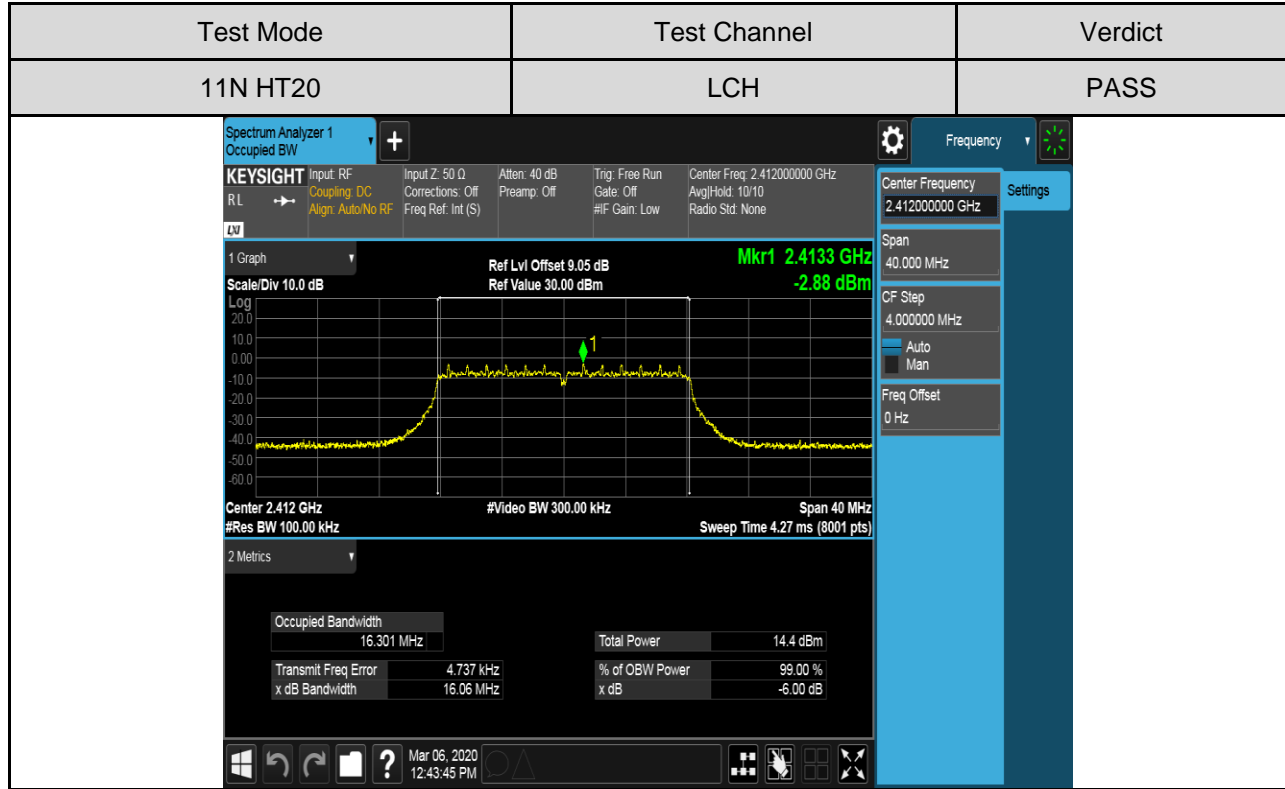 Test Mode Test Channel Verdict
11N HT20 LCH PASS
Spectrum Analyzer 1
Occupied BW
+
Frequency
KEYSIGHT
RL
LXI
Input: RF
Coupling: DC
Align: Auto/No RF
Input Z: 50 Ω
Corrections: Off
Freq Ref: Int (S)
Atten: 40 dB
Preamp: Off
Trig: Free Run
Gate: Off
#IF Gain: Low
Center Freq: 2.412000000 GHz
Avg|Hold: 10/10
Radio Std: None
Center Frequency
2.412000000 GHz
Settings
Span
40.000 MHz
CF Step
4.000000 MHz
Auto
Man
Freq Offset
0 Hz
1 Graph
Scale/Div 10.0 dB
Ref Lvl Offset 9.05 dB
Ref Value 30.00 dBm
Mkr1 2.4133 GHz
-2.88 dBm
Log
20.0
10.0
0.00
-10.0
-20.0
-30.0
-40.0
-50.0
-60.0
1
Center 2.412 GHz
#Res BW 100.00 kHz
#Video BW 300.00 kHz
Span 40 MHz
Sweep Time 4.27 ms (8001 pts)
2 Metrics
Occupied Bandwidth
16.301 MHz
Total Power 14.4 dBm
Transmit Freq Error 4.737 kHz
% of OBW Power 99.00 %
x dB Bandwidth 16.06 MHz
x dB -6.00 dB
?
Mar 06, 2020
12:43:45 PM